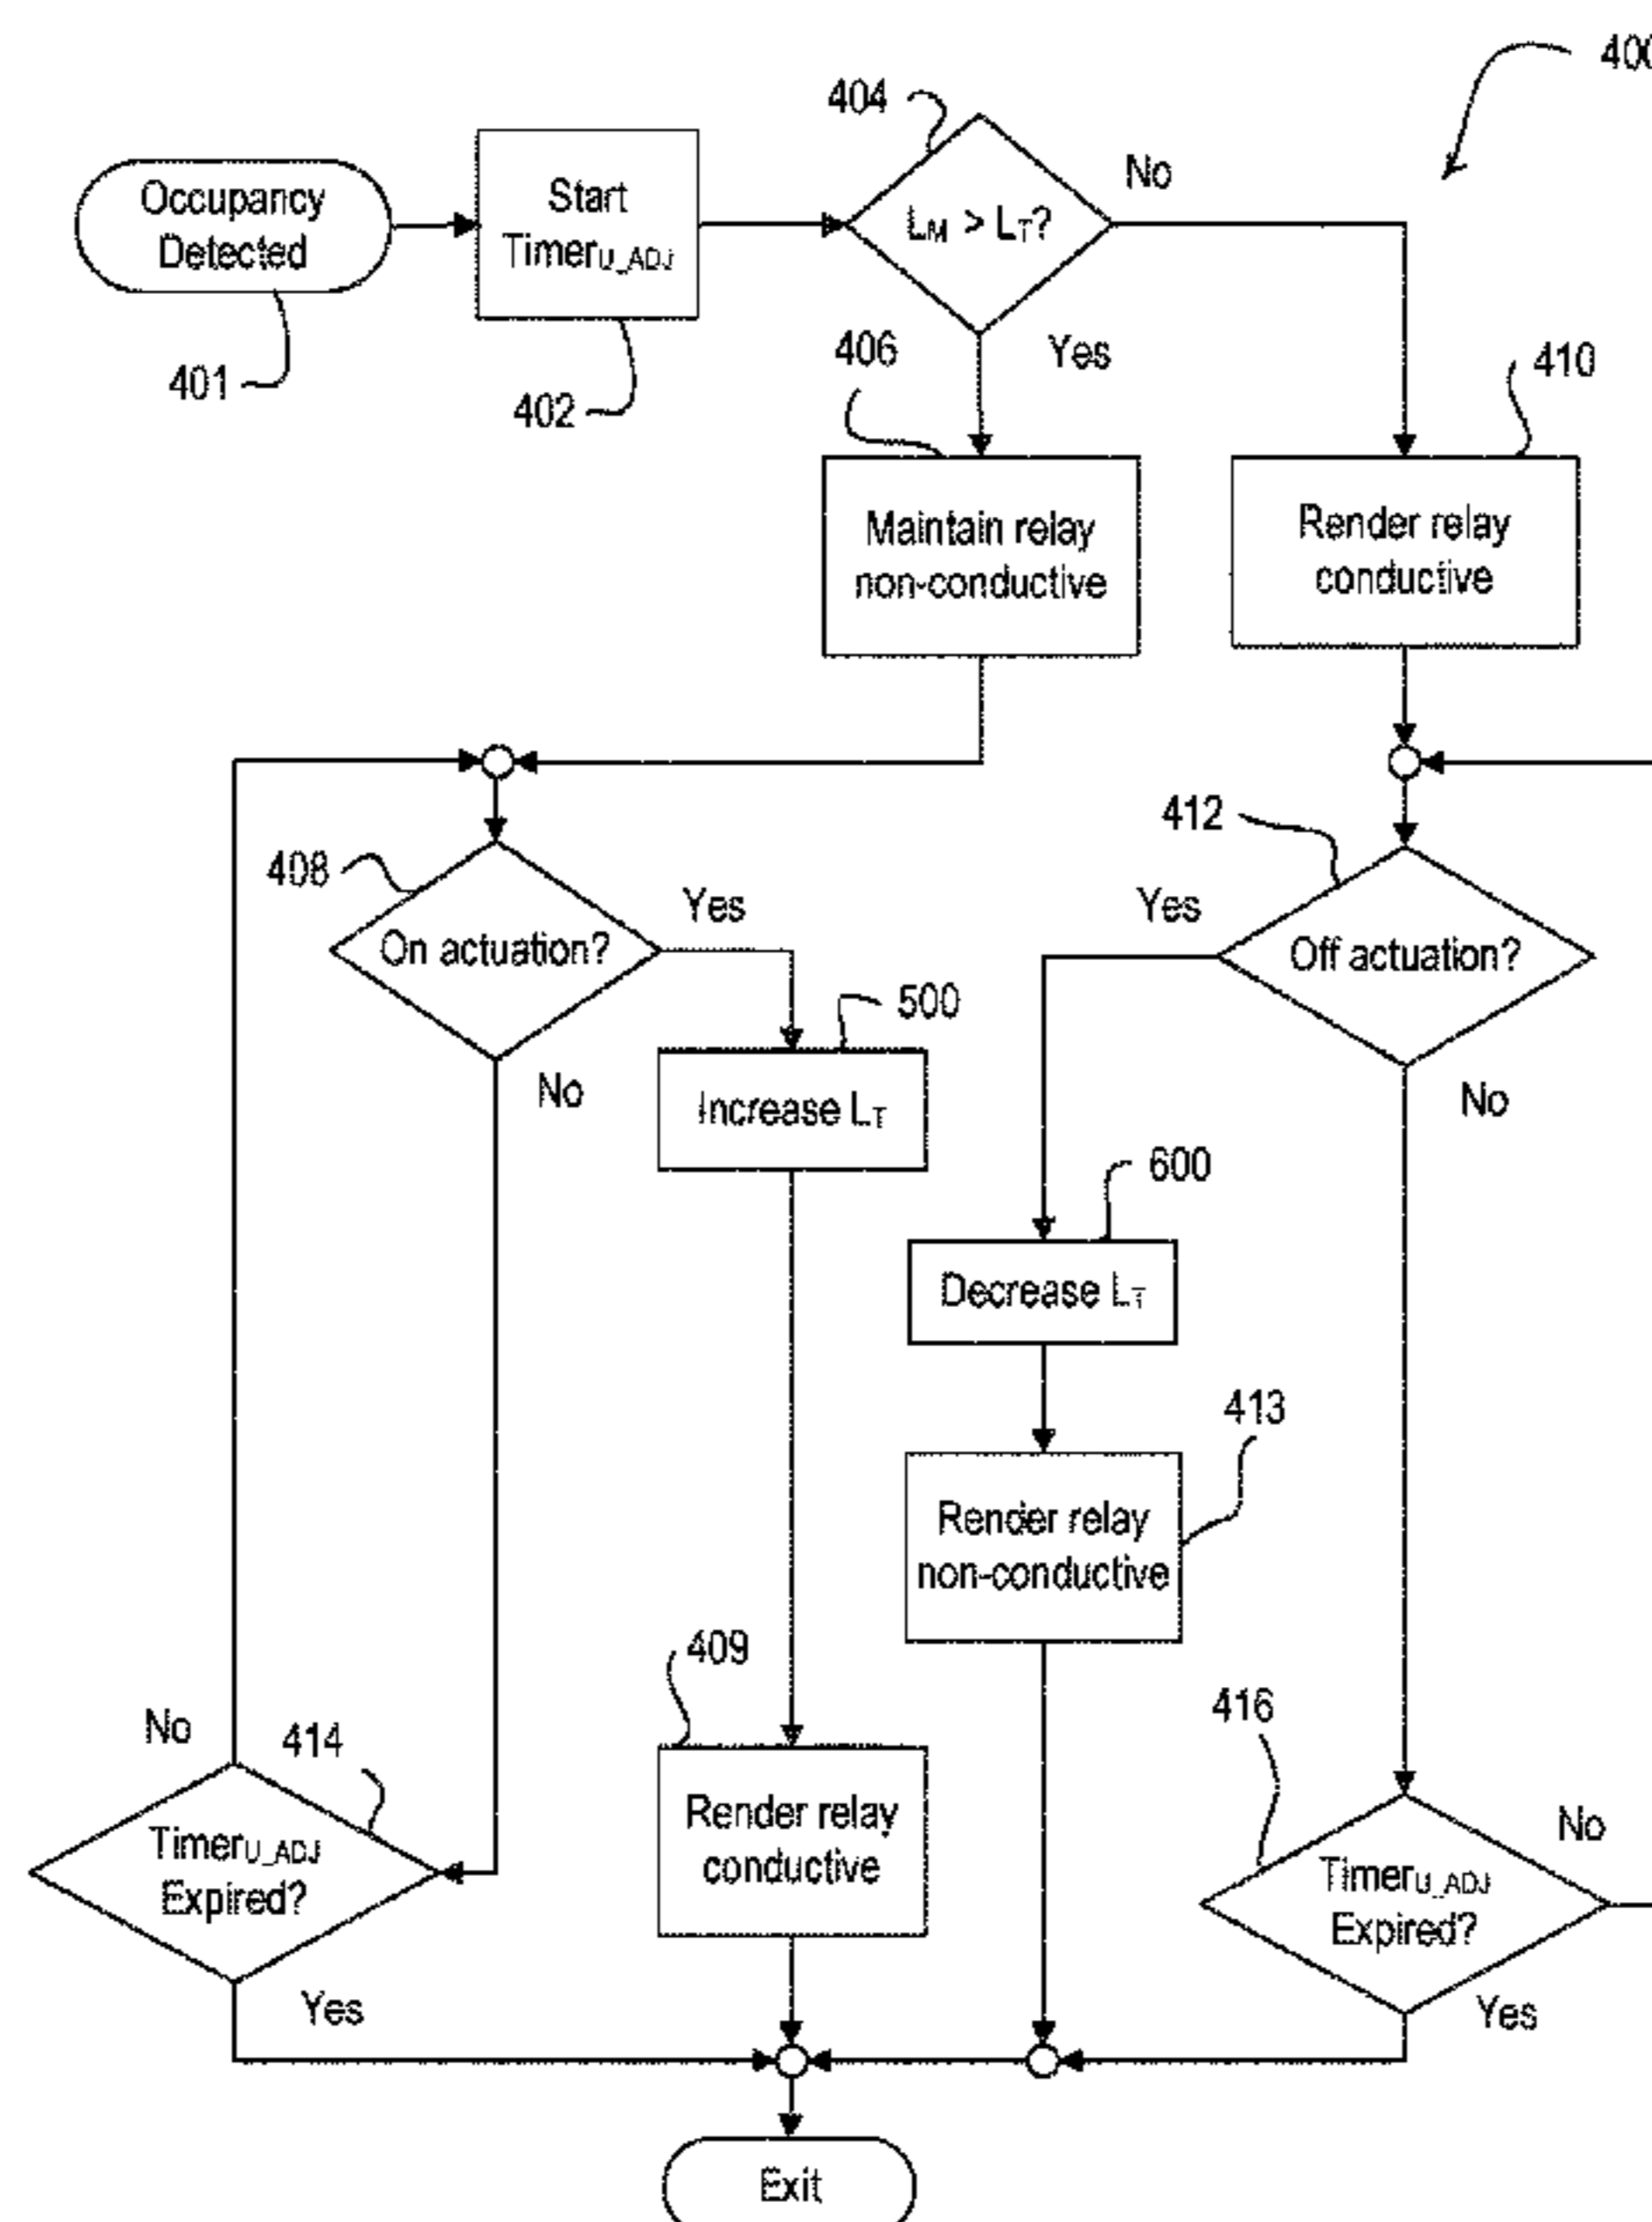 400
404
No
Occupancy
Detected
Start
TimerU_ADJ
LM > LT?
401
402
406
Yes
410
Maintain relay
non-conductive
Render relay
conductive
412
408
Yes
Yes
On actuation?
Off actuation?
500
No
No
Increase LT
600
Decrease LT
413
Render relay
non-conductive
409
416
No
414
Render relay
conductive
No
TimerU_ADJ
Expired?
TimerU_ADJ
Expired?
Yes
Yes
Exit